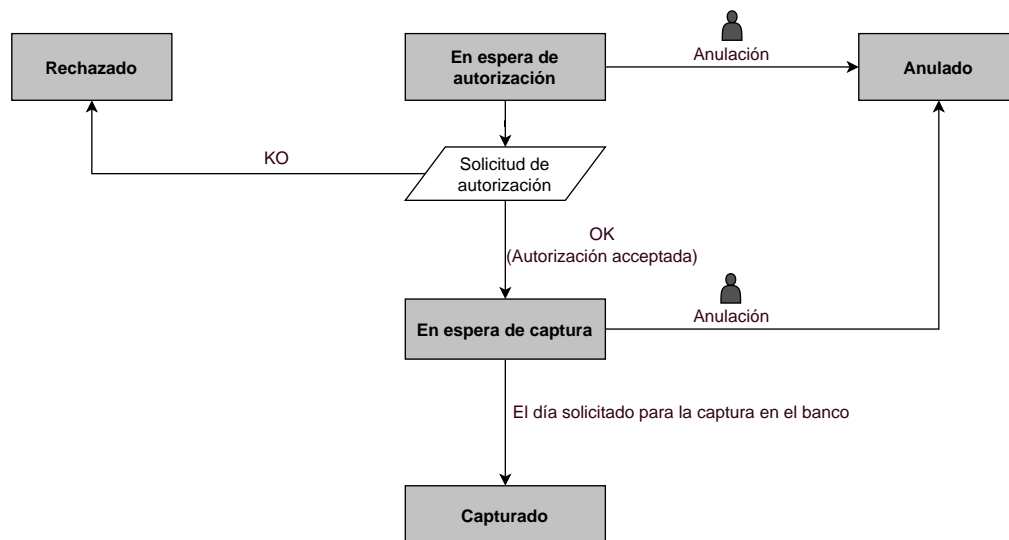 Rechazado
En espera de
autorización
Anulación
Anulado
KO
Solicitud de
autorización
OK
(Autorización acceptada)
En espera de captura
Anulación
El día solicitado para la captura en el banco
Capturado